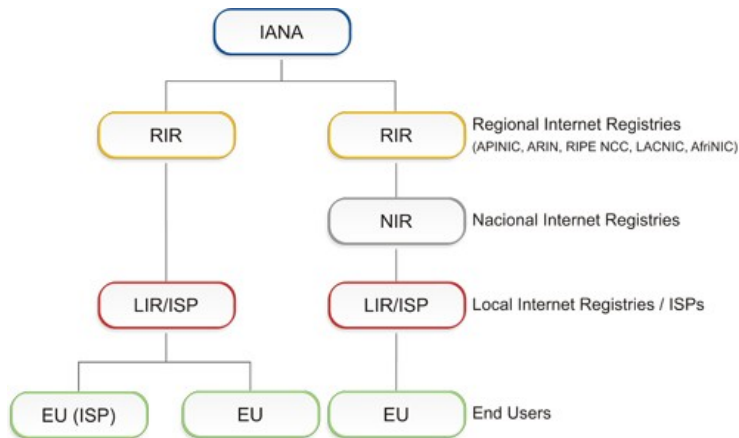 IANA
RIR
RIR
Regional Internet Registries
(APINIC, ARIN, RIPE NCC, LACNIC, AfriNIC)
NIR
Nacional Internet Registries
LIR/ISP
LIR/ISP
Local Internet Registries / ISPs
EU (ISP)
EU
EU
End Users